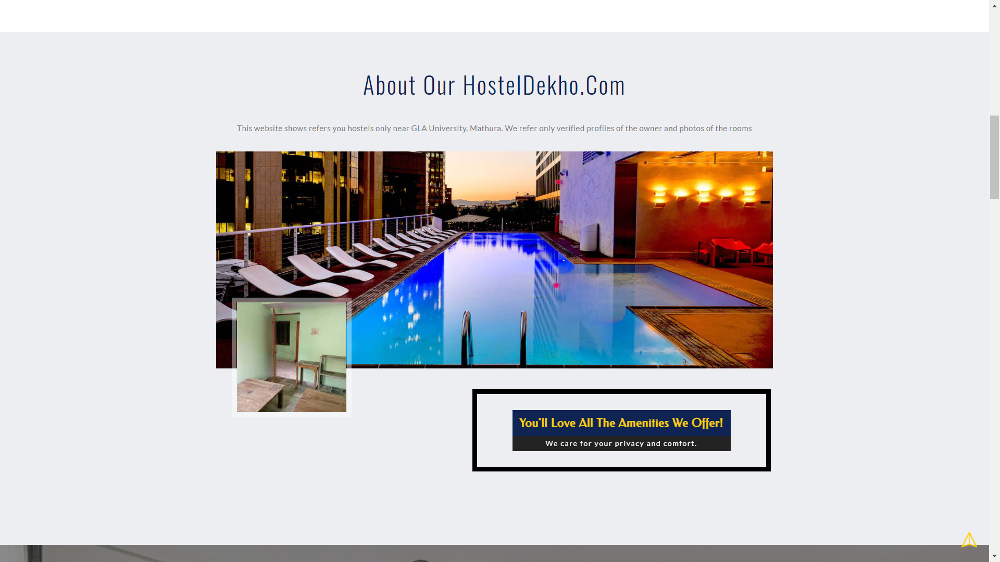 About Our HostelDekho.Com
This website shows refers you hostels only near GLA University, Mathura. We refer only verified profiles of the owner and photos of the rooms
You'll Love All The Amenities We Offer!
We care for your privacy and comfort.